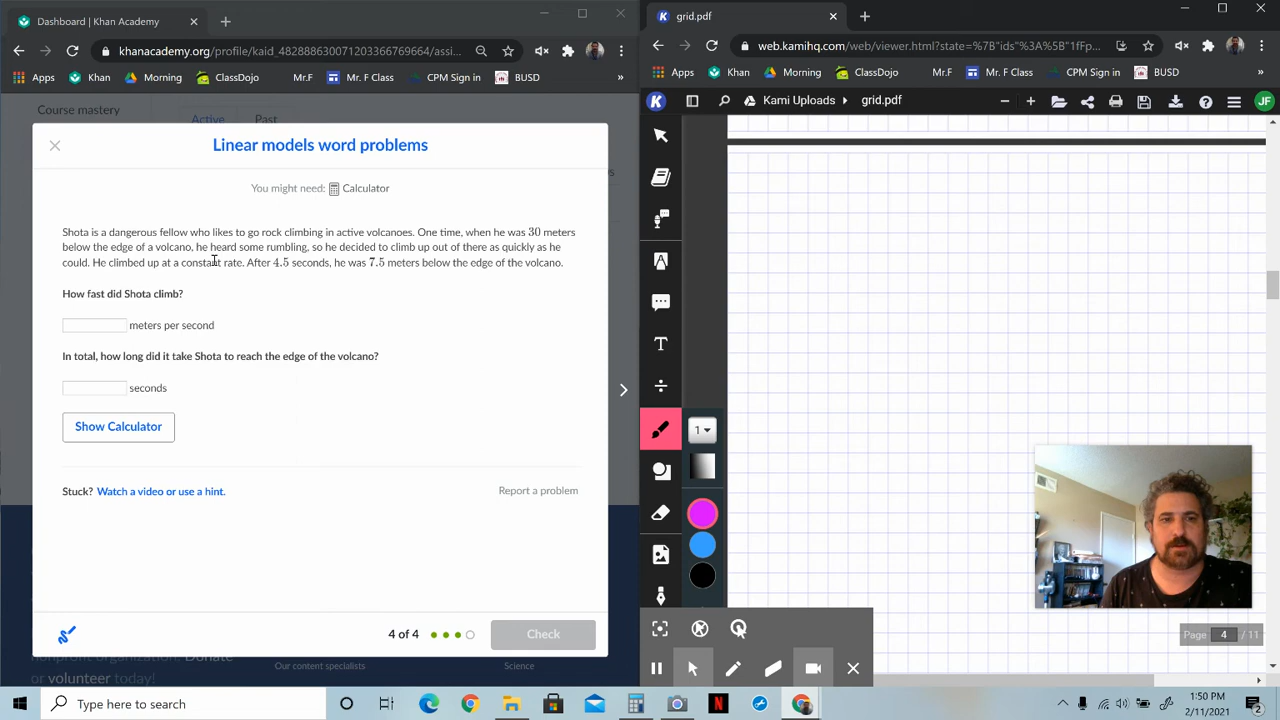 Dashboard | Khan Academy
grid.pdf
khanacademy.org/profile/kaid_482888630071203366769664/assi...
web.kamihq.com/web/viewer.html?state=%7B"ids"%3A%5B"1fFp...
Apps
Khan
Morning
ClassDojo
Mr.F
Mr. F Class
CPM Sign in
BUSD
»
Apps
Khan
Morning
ClassDojo
Mr.F
Mr. F Class
CPM Sign in
BUSD
»
Kami Uploads
grid.pdf
JF
Course mastery
Active
Past
Linear models word problems
You might need: Calculator
Shota is a dangerous fellow who likes to go rock climbing in active volcanoes. One time, when he was 30 meters
below the edge of a volcano, he heard some rumbling, so he decided to climb up out of there as quickly as he
could. He climbed up at a constant rate. After 4.5 seconds, he was 7.5 meters below the edge of the volcano.
How fast did Shota climb?
meters per second
In total, how long did it take Shota to reach the edge of the volcano?
seconds
Show Calculator
Stuck? Watch a video or use a hint.
Report a problem
4 of 4
Check
nonprofit organization. Donate
or volunteer today!
Our content specialists
Science
1
Page 4 / 11
Type here to search
1:50 PM
2/11/2021
2